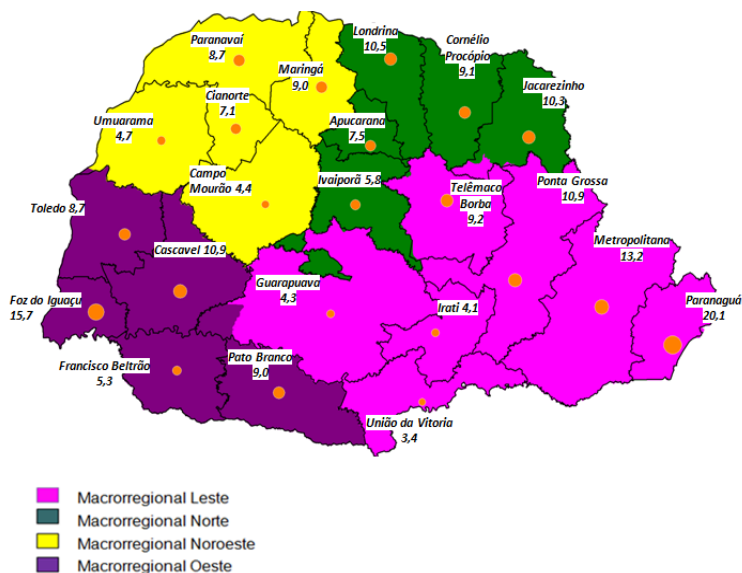 Paranavaí
8,7
Maringá
9,0
Londrina
10,5
Cornélio
Procópio
9,1
Jacarezinho
10,3
Cianorte
7,1
Umuarama
4,7
Apucarana
7,5
Campo
Mourão 4,4
Ivaiporã 5,8
Telêmaco
Borba
9,2
Ponta Grossa
10,9
Toledo 8,7
Cascavel 10,9
Metropolitano
13,2
Guarapuava
4,3
Irati 4,1
Paranaguá
20,1
Foz do Iguaçu
15,7
Francisco Beltrão
5,3
Pato Branco
9,0
União da Vitoria
3,4
Macrorregional Leste
Macrorregional Norte
Macrorregional Noroeste
Macrorregional Oeste